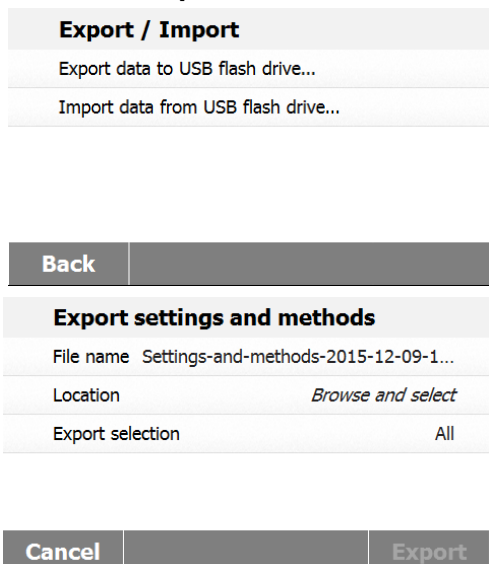 Export / Import
Export data to USB flash drive...
Import data from USB flash drive...
Back
Export settings and methods
File name Settings-and-methods-2015-12-09-1...
Location Browse and select
Export selection All
Cancel Export